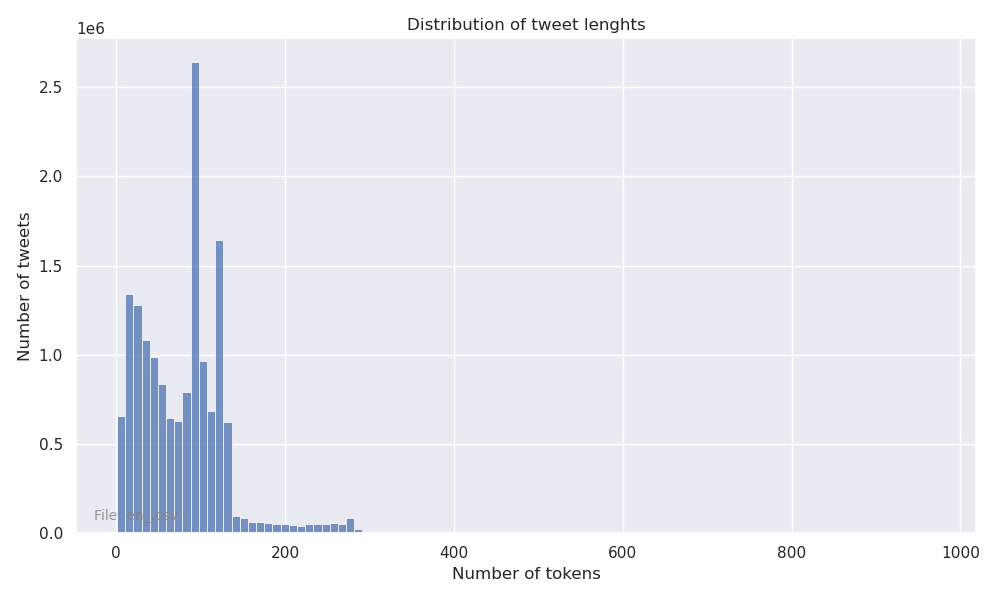 Distribution of tweet lenghts
1e6
2.5
2.0
1.5
1.0
0.5
0.0
Number of tweets
0 200 400 600 800 1000
Number of tokens